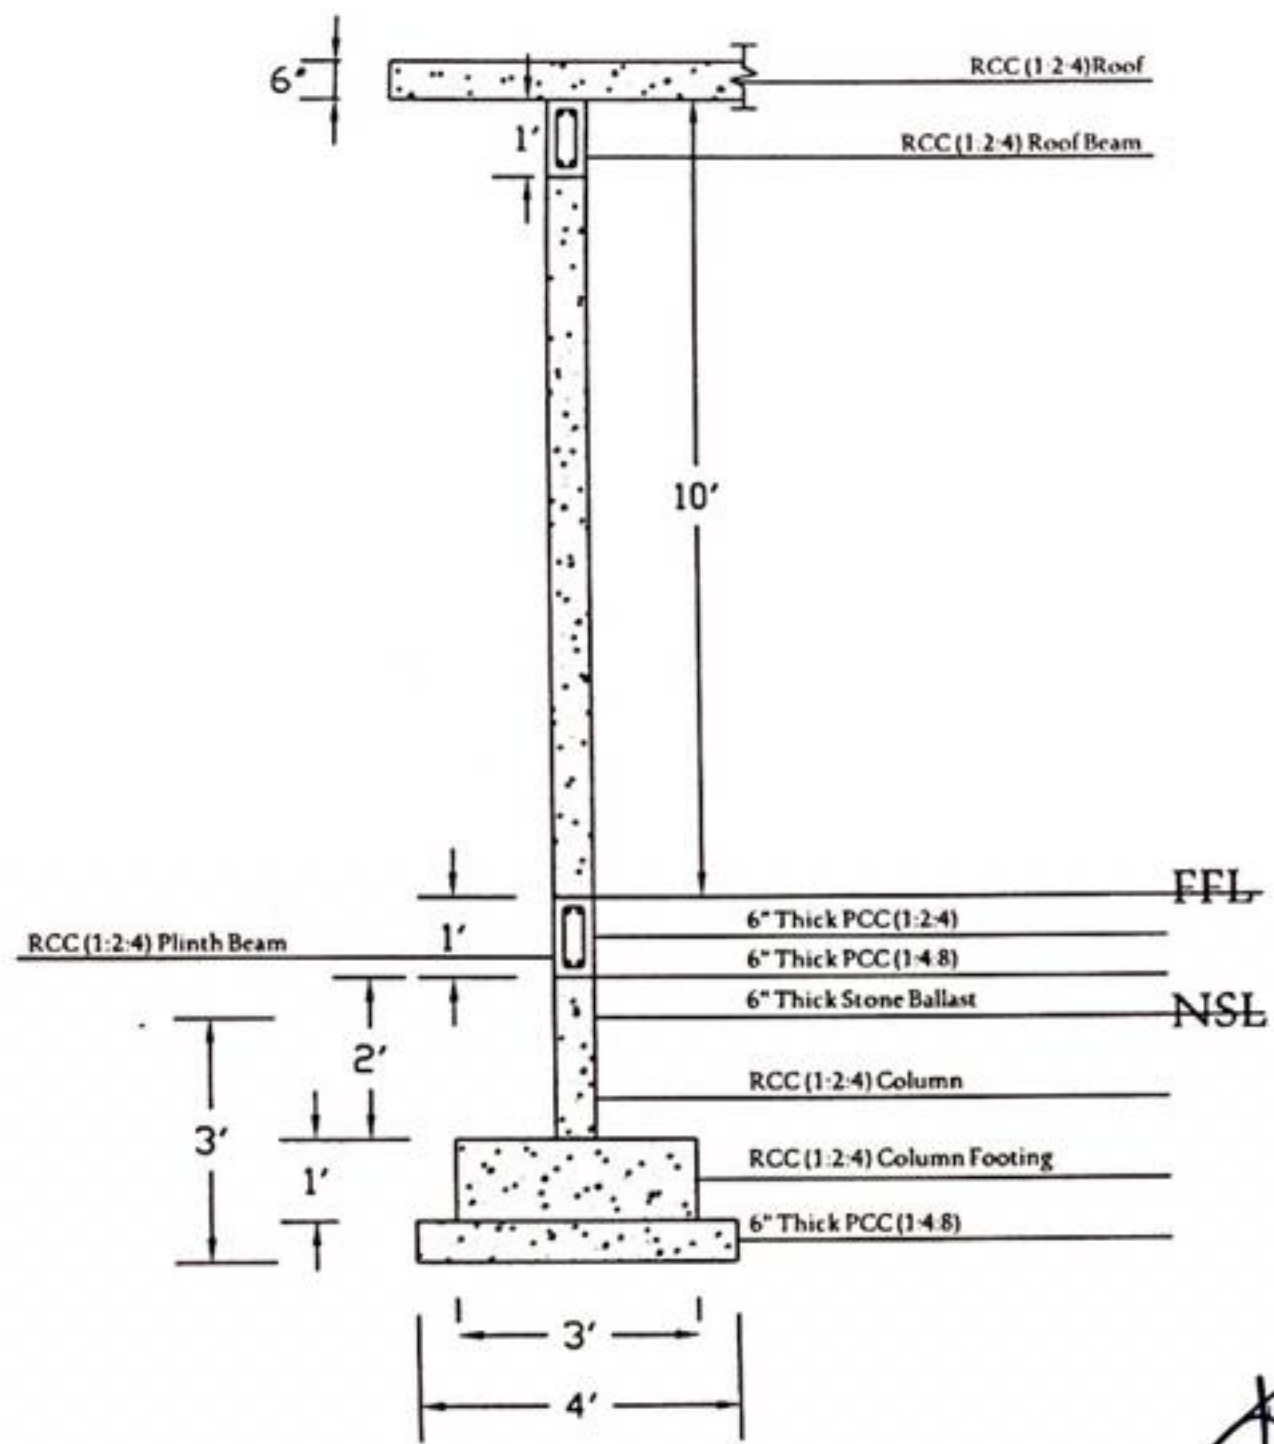 6"
RCC (1:2:4) Roof
1'
RCC (1:2:4) Roof Beam
10'
FFL
6" Thick PCC (1:2:4)
1'
RCC (1:2:4) Plinth Beam
6" Thick PCC (1:4:8)
6" Thick Stone Ballast
NSL
2'
RCC (1:2:4) Column
3'
RCC (1:2:4) Column Footing
1'
6" Thick PCC (1:4:8)
3'
4'